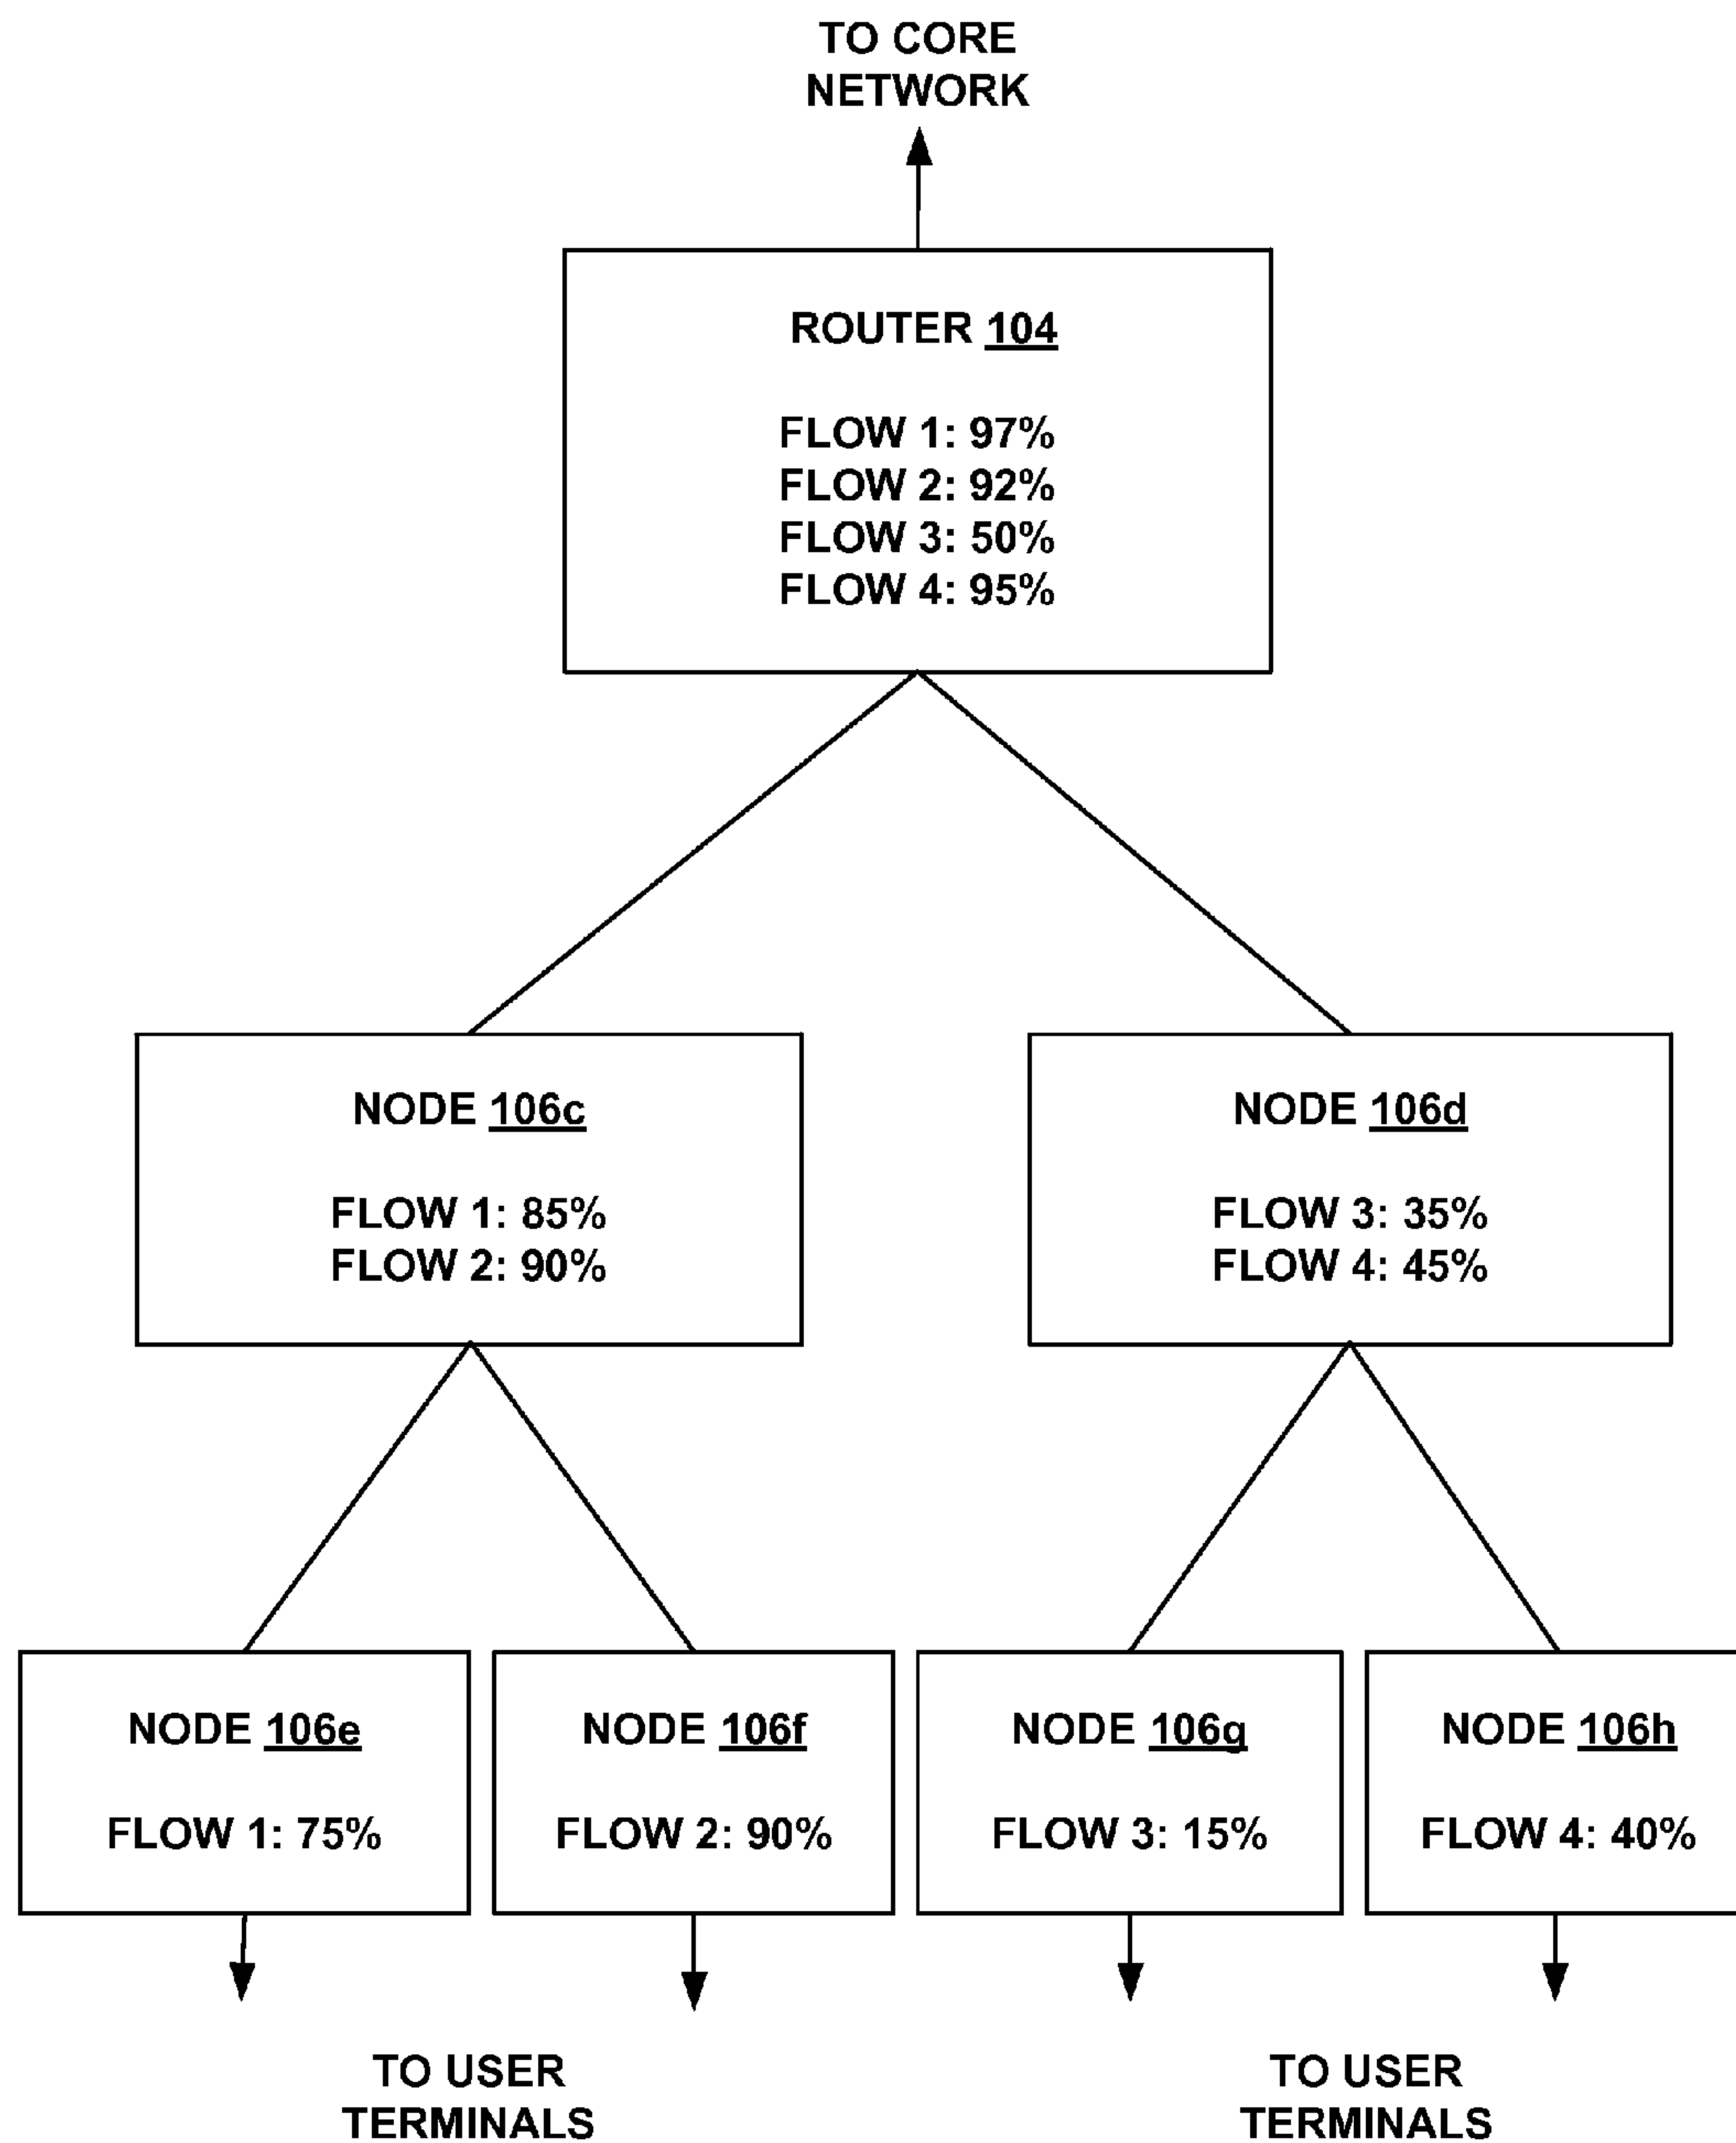 TO CORE
NETWORK
ROUTER 104
FLOW 1: 97%
FLOW 2: 92%
FLOW 3: 50%
FLOW 4: 95%
NODE 106c
FLOW 1: 85%
FLOW 2: 90%
NODE 106d
FLOW 3: 35%
FLOW 4: 45%
NODE 106e
FLOW 1: 75%
NODE 106f
FLOW 2: 90%
NODE 106g
FLOW 3: 15%
NODE 106h
FLOW 4: 40%
TO USER
TERMINALS
TO USER
TERMINALS